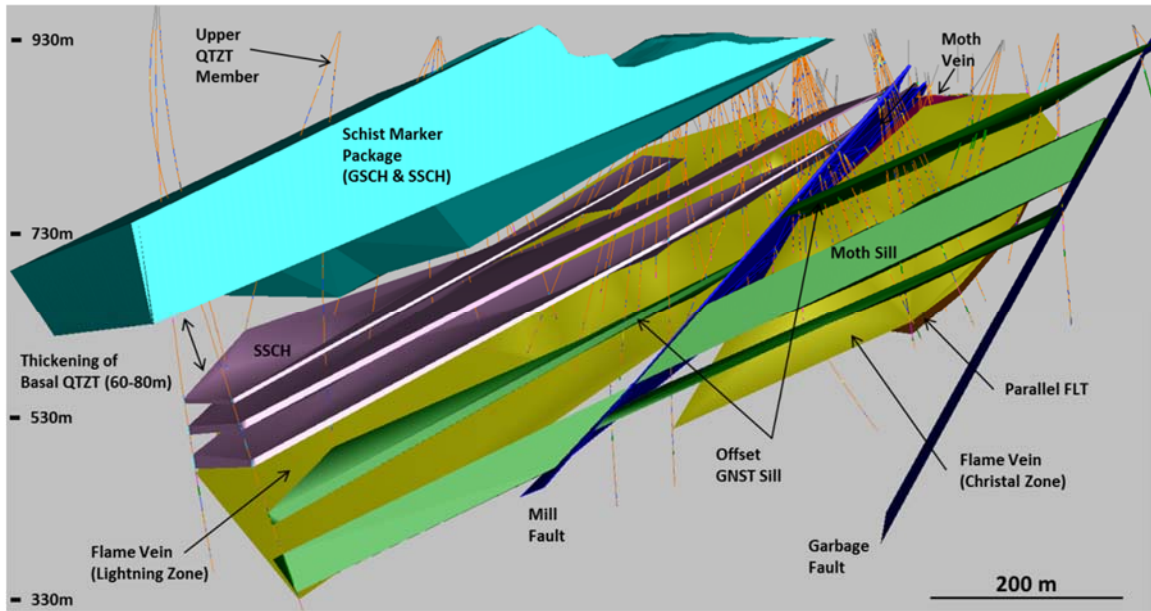 930m
Upper
QTZT
Member
Moth
Vein
Schist Marker
Package
(GSCH & SSCH)
730m
Moth Sill
SSCH
Thickening of
Basal QTZT (60-80m)
530m
Parallel FLT
Offset
GNST Sill
Flame Vein
(Christal Zone)
Mill
Fault
Flame Vein
(Lightning Zone)
Garbage
Fault
200 m
330m